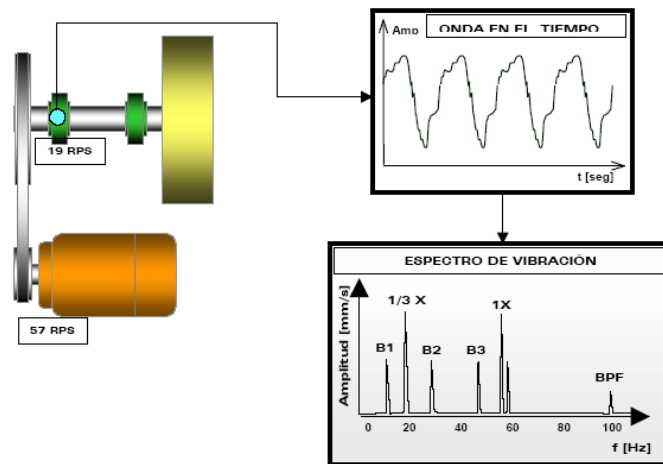 Amp
ONDA EN EL TIEMPO
19 RPS
t [seg]
ESPECTRO DE VIBRACIÓN
57 RPS
Amplitud [mm/s]
1/3 X
1X
B1
B2
B3
BPF
0 20 40 60 80 100
f [Hz]